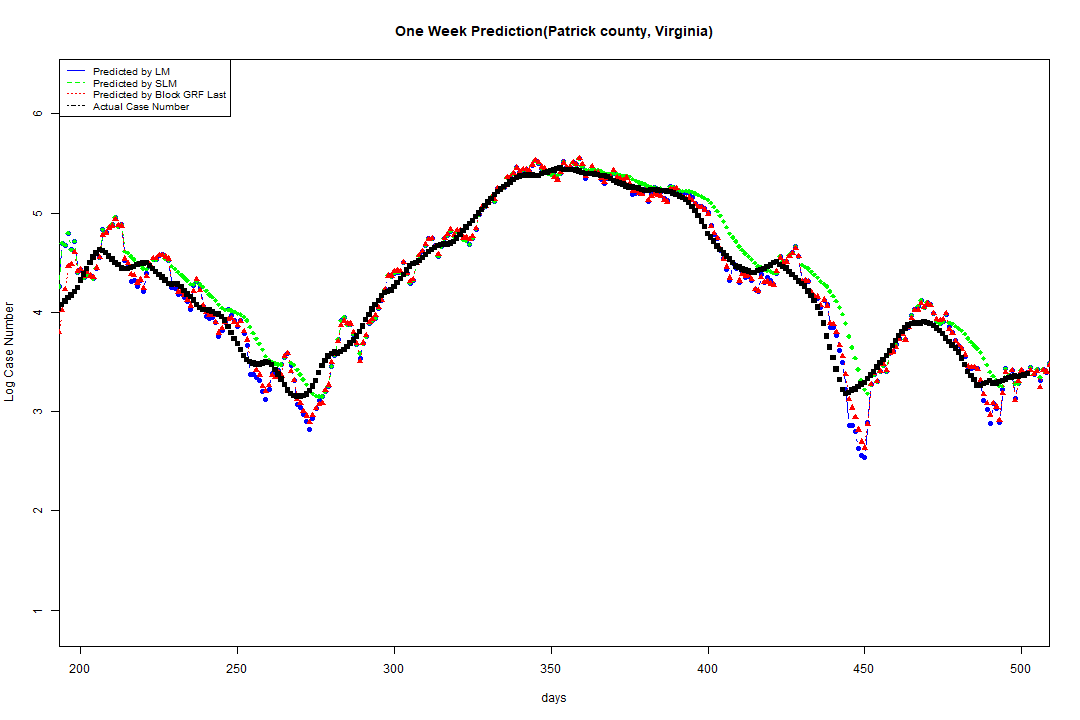 One Week Prediction(Patrick county, Virginia)
Predicted by LM
Predicted by SLM
Predicted by Block GRF Last
Actual Case Number
Log Case Number
6
5
4
3
2
1
200 250 300 350 400 450 500
days